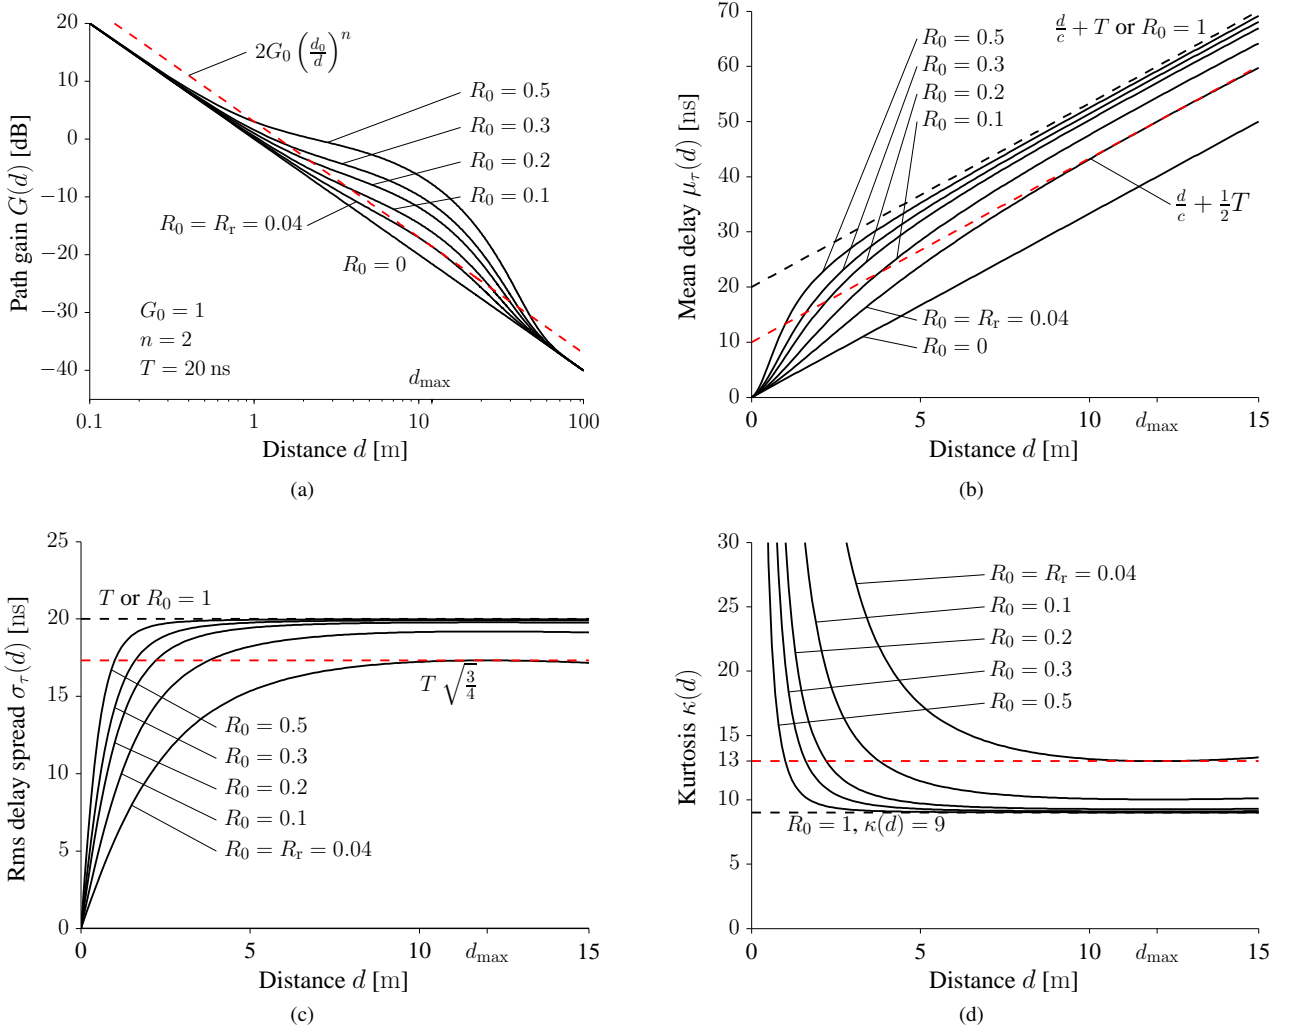 20
10
0
−10
−20
−30
−40
Path gain G(d) [dB]
2G₀ (d₀/d)ⁿ
R₀ = 0.5
R₀ = 0.3
R₀ = 0.2
R₀ = 0.1
R₀ = Rᵣ = 0.04
R₀ = 0
G₀ = 1
n = 2
T = 20 ns
d_max
0.1
1
10
100
Distance d [m]
(a)
70
60
50
40
30
20
10
0
Mean delay μ_τ(d) [ns]
d/c + T or R₀ = 1
R₀ = 0.5
R₀ = 0.3
R₀ = 0.2
R₀ = 0.1
d/c + ½T
R₀ = Rᵣ = 0.04
R₀ = 0
0
5
10
d_max
15
Distance d [m]
(b)
25
20
15
10
5
0
Rms delay spread σ_τ(d) [ns]
T or R₀ = 1
T √(3/4)
R₀ = 0.5
R₀ = 0.3
R₀ = 0.2
R₀ = 0.1
R₀ = Rᵣ = 0.04
0
5
10
d_max
15
Distance d [m]
(c)
30
25
20
15
13
10
5
0
Kurtosis κ(d)
R₀ = Rᵣ = 0.04
R₀ = 0.1
R₀ = 0.2
R₀ = 0.3
R₀ = 0.5
R₀ = 1, κ(d) = 9
0
5
10
d_max
15
Distance d [m]
(d)